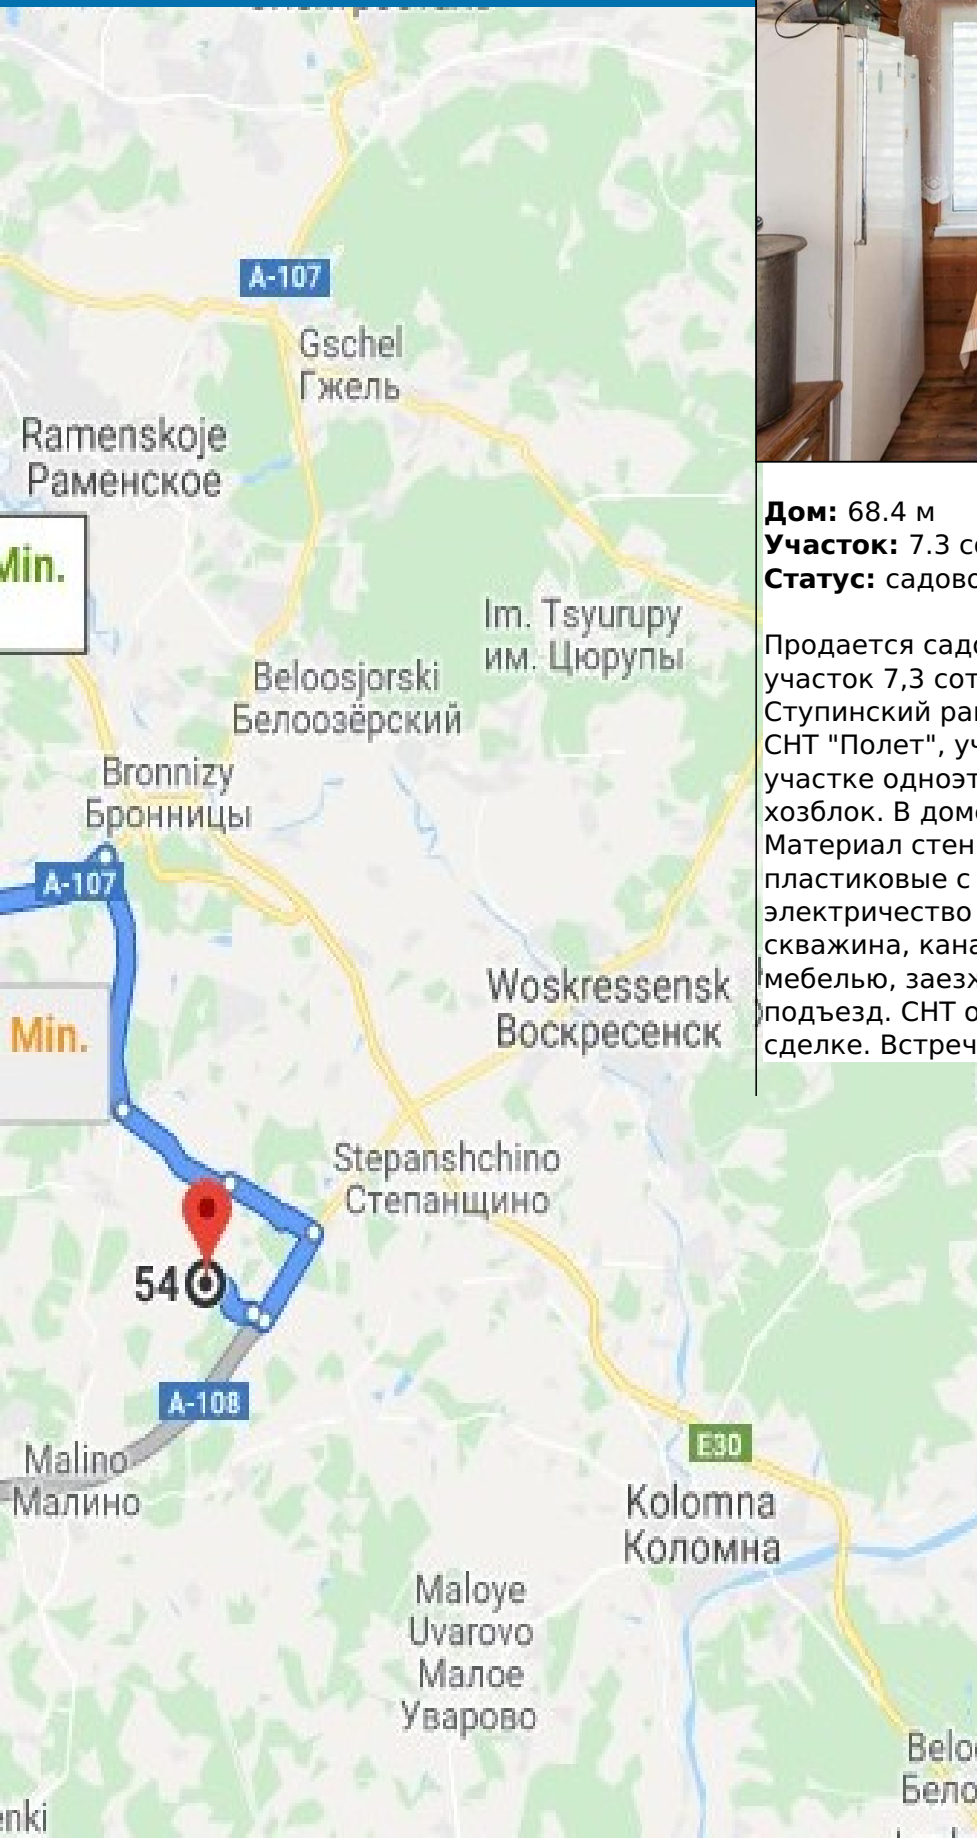 A-107
Gschel
Гжель
Ramenskoje
Раменское
Min.
Im. Tsyurupy
им. Цюрупы
Beloosjorski
Белоозёрский
Bronnizy
Бронницы
A-107
Woskressensk
Воскресенск
Min.
Stepanshchino
Степанщино
54
A-108
Malino
Малино
E30
Kolomna
Коломна
Maloye
Uvarovo
Малое
Уварово
Дом: 68.4 м
Участок: 7.3 со
Статус: садово
Продается садо
участок 7,3 сот
Ступинский ра
СНТ "Полет", уч
участке одноэт
хозблок. В дом
Материал стен
пластиковые с
электричество
скважина, кана
мебелью, заезж
подъезд. СНТ о
сделке. Встреч